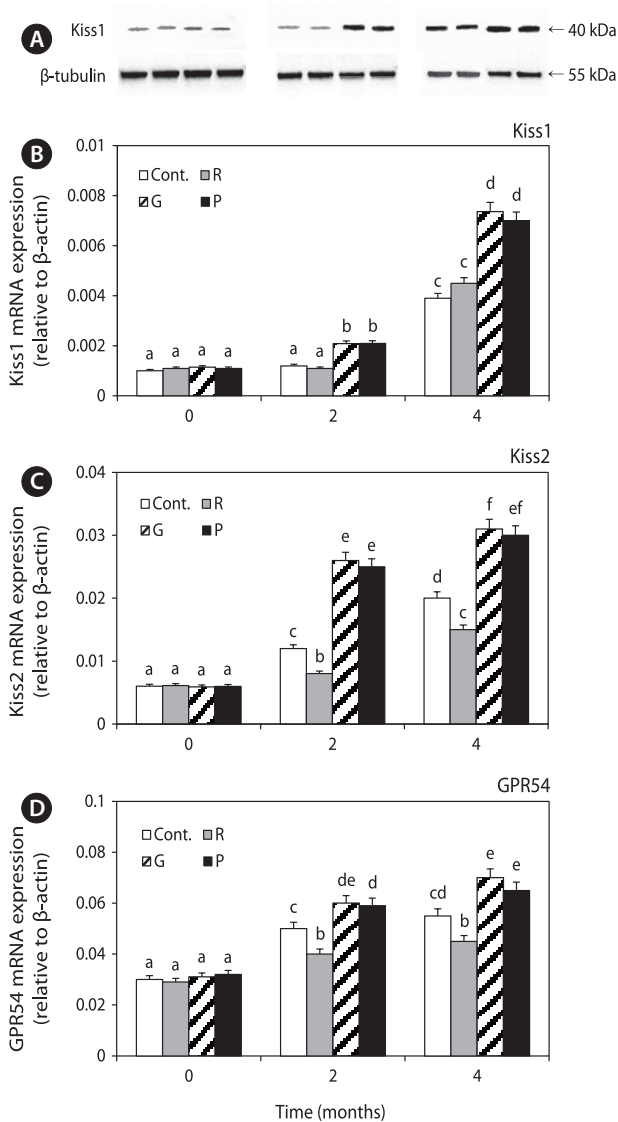 A
Kiss1
← 40 kDa
β-tubulin
← 55 kDa
B
Kiss1
Kiss1 mRNA expression
(relative to β-actin)
0.01
0.008
0.006
0.004
0.002
0
Cont. R
G P
a a a a
a a b b
c c d d
0 2 4
C
Kiss2
Kiss2 mRNA expression
(relative to β-actin)
0.04
0.03
0.02
0.01
0
Cont. R
G P
a a a a
c b e e
d c f ef
0 2 4
D
GPR54
GPR54 mRNA expression
(relative to β-actin)
0.1
0.08
0.06
0.04
0.02
0
Cont. R
G P
a a a a
c b de d
cd b e e
0 2 4
Time (months)